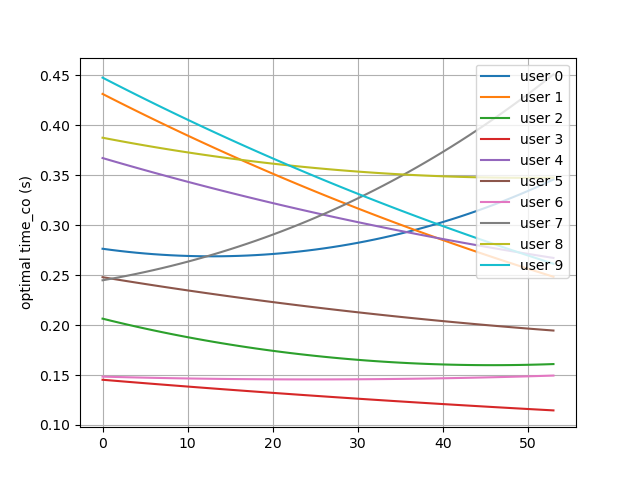 optimal time_co (s)
0.45
0.40
0.35
0.30
0.25
0.20
0.15
0.10
0 10 20 30 40 50
user 0
user 1
user 2
user 3
user 4
user 5
user 6
user 7
user 8
user 9